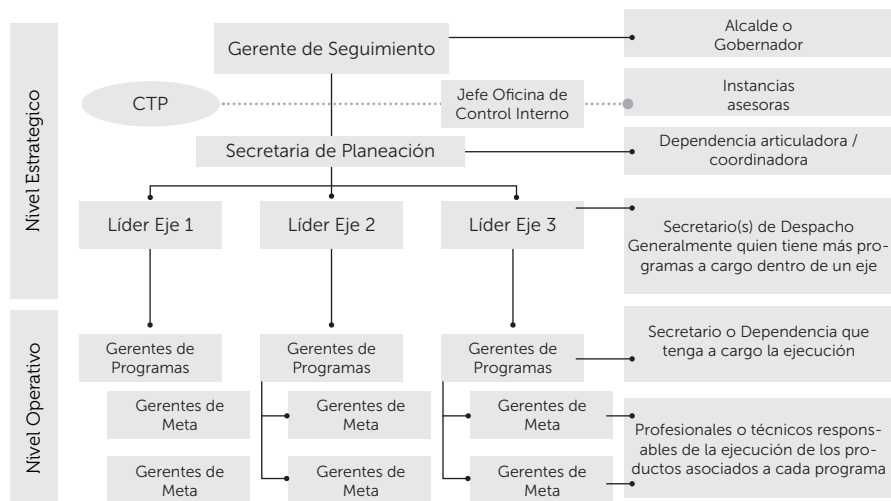 Nivel Estrategico
Gerente de Seguimiento
Alcalde o
Gobernador
CTP
Jefe Oficina de
Control Interno
Instancias
asesoras
Secretaria de Planeación
Dependencia articuladora /
coordinadora
Líder Eje 1
Líder Eje 2
Líder Eje 3
Secretario(s) de Despacho
Generalmente quien tiene más pro-
gramas a cargo dentro de un eje
Nivel Operativo
Gerentes de
Programas
Gerentes de
Programas
Gerentes de
Programas
Secretario o Dependencia que
tenga a cargo la ejecución
Gerentes de
Meta
Gerentes de
Meta
Gerentes de
Meta
Gerentes de
Meta
Gerentes de
Meta
Gerentes de
Meta
Profesionales o técnicos respons-
ables de la ejecución de los pro-
ductos asociados a cada programa